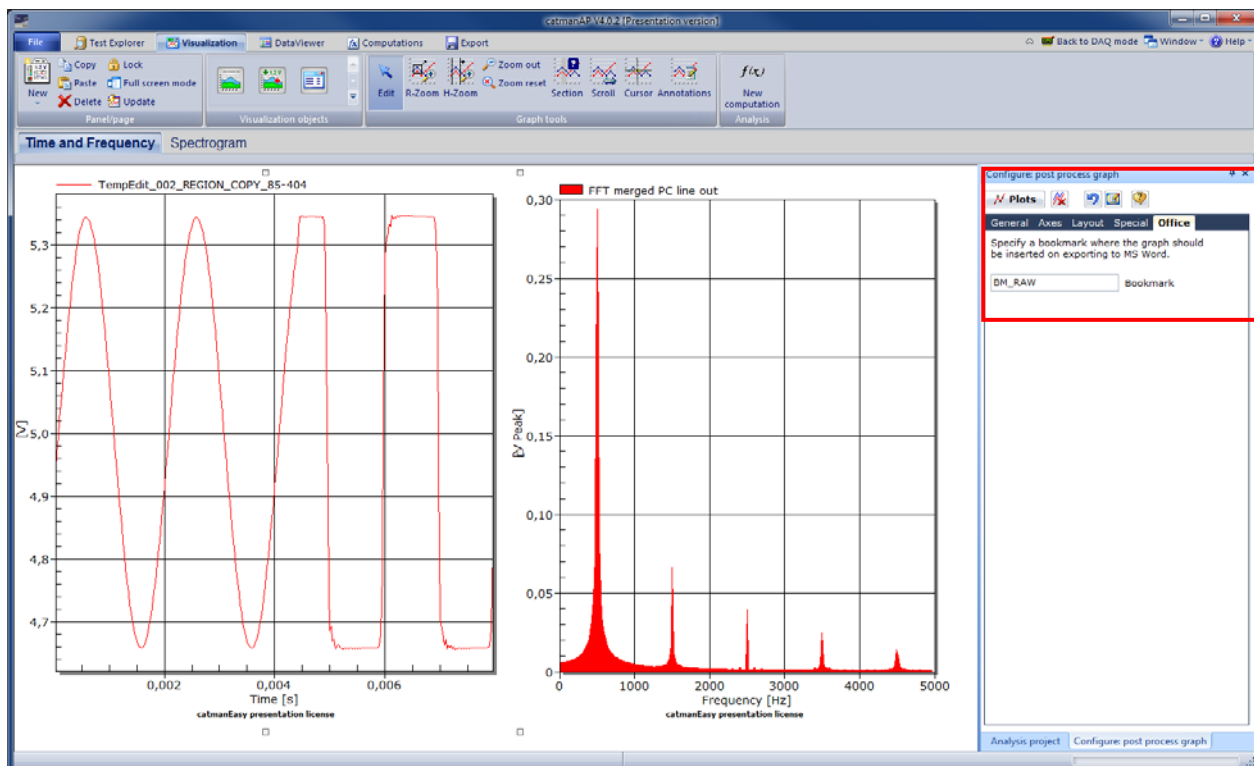 catmanAP V4.0.2 [Presentation version]
File Test Explorer Visualization DataViewer Computations Export Back to DAQ mode Window Help
New
Copy Lock
Paste Full screen mode
Delete Update
Edit R-Zoom H-Zoom
Zoom out
Zoom reset
Section Scroll Cursor Annotations
f(x)
New
computation
Panel/page Visualization objects Graph tools Analysis
Time and Frequency Spectrogram
TempEdit_002_REGION_COPY_85-404
5,3
5,2
5,1
5,0
4,9
4,8
4,7
[V]
0,002 0,004 0,006
Time [s]
catmanEasy presentation license
FFT merged PC line out
0,30
0,25
0,20
0,15
0,10
0,05
0
[V Peak]
0 1000 2000 3000 4000 5000
Frequency [Hz]
catmanEasy presentation license
Configure: post process graph
Plots
General Axes Layout Special Office
Specify a bookmark where the graph should
be inserted on exporting to MS Word.
BM_RAW Bookmark
Analysis project Configure: post process graph